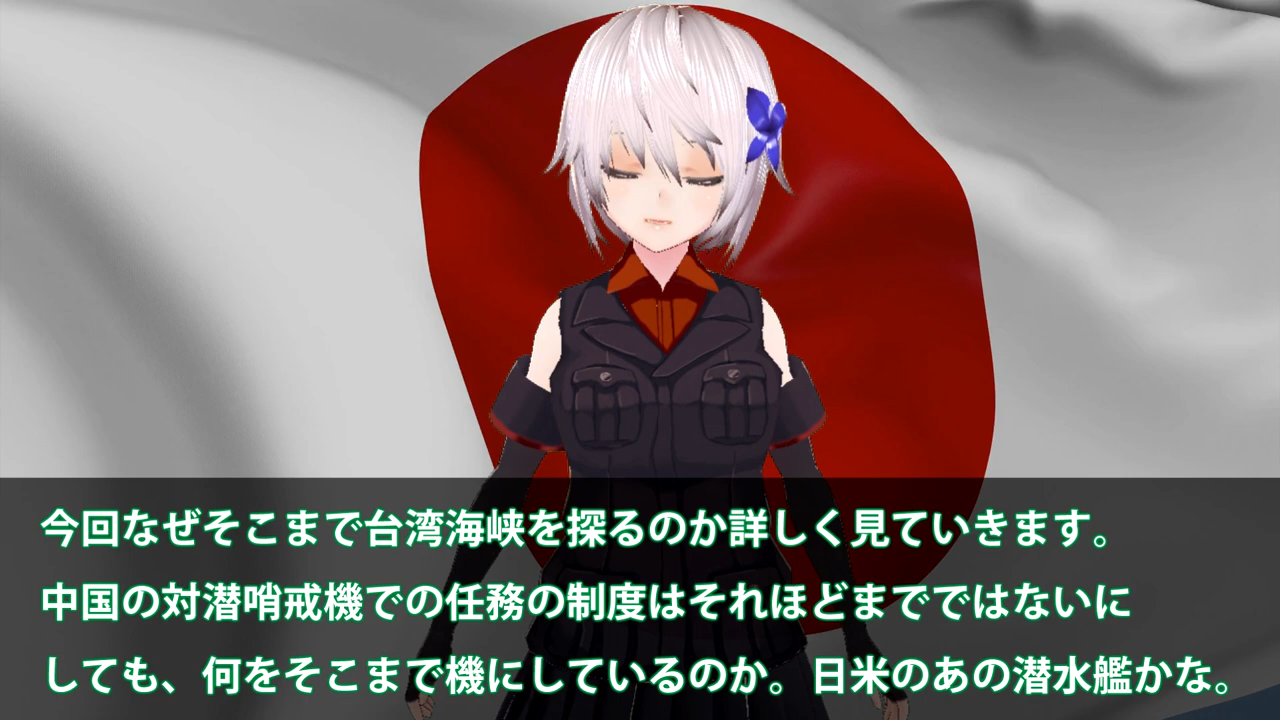 今回なぜそこまで台湾海峡を探るのか詳しく見ていきます。
中国の対潜哨戒機での任務の制度はそれほどまでではないに
しても、何をそこまで機にしているのか。日米のあの潜水艦かな。